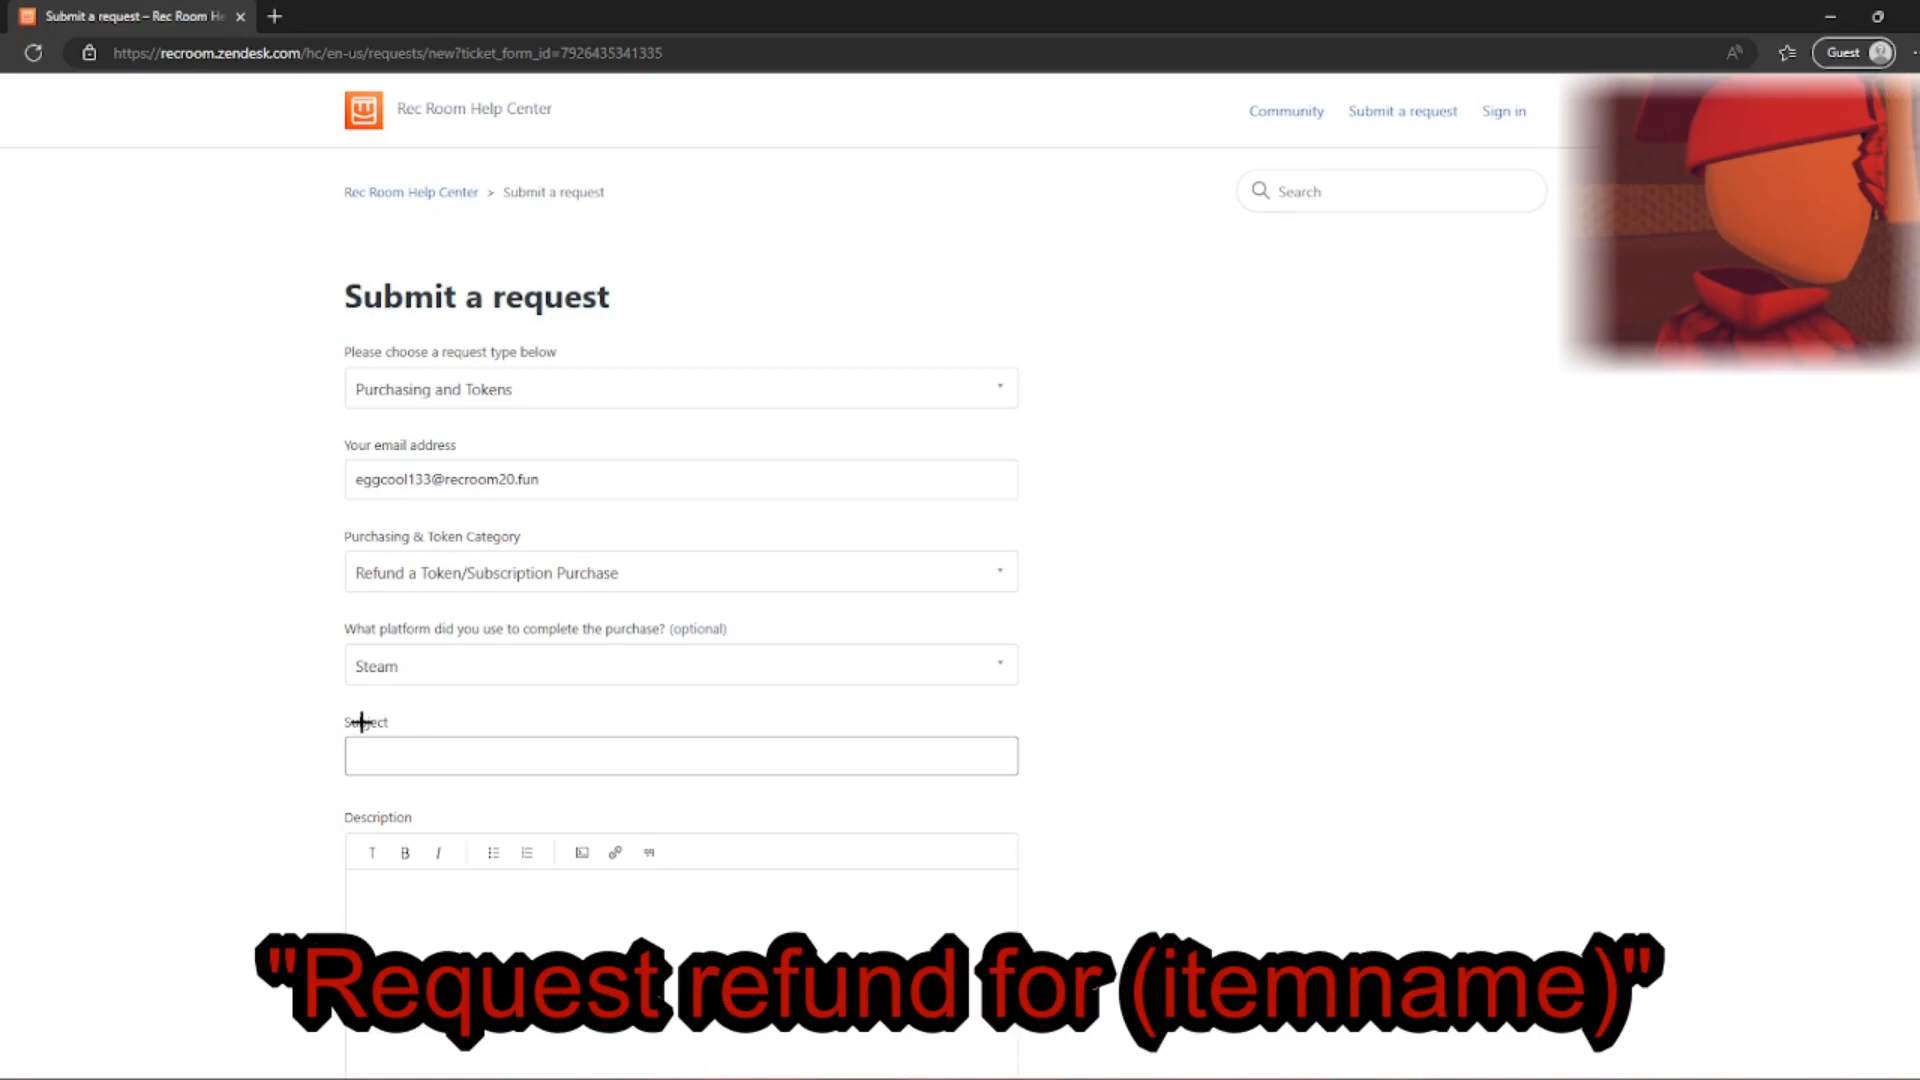 Submit a request – Rec Room He
https://recroom.zendesk.com/hc/en-us/requests/new?ticket_form_id=7926435341335
Guest
Rec Room Help Center
Community
Submit a request
Sign in
Rec Room Help Center > Submit a request
Search
Submit a request
Please choose a request type below
Purchasing and Tokens
Your email address
eggcool133@recroom20.fun
Purchasing & Token Category
Refund a Token/Subscription Purchase
What platform did you use to complete the purchase? (optional)
Steam
Subject
Description
T B I
"Request refund for (itemname)"